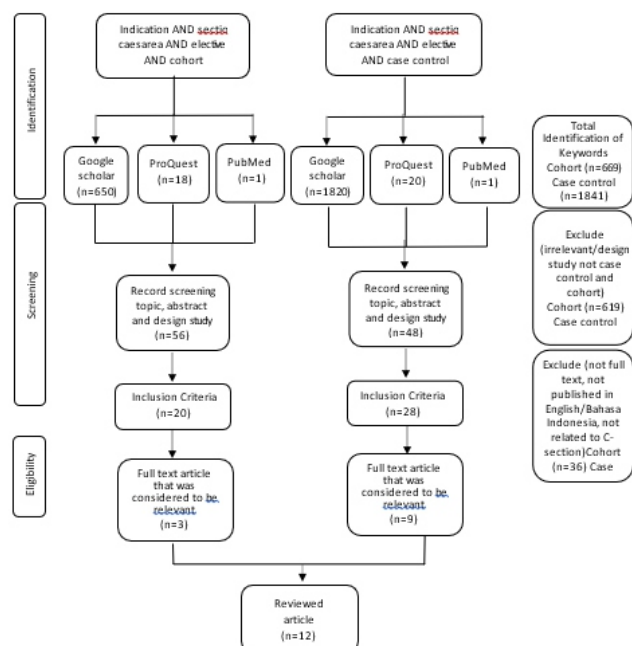 Identification
Indication AND sectiq
caesarea AND elective
AND cohort
Indication AND sectiq
caesarea AND elective
AND case control
Google
scholar
(n=650)
ProQuest
(n=18)
PubMed
(n=1)
Google
scholar
(n=1820)
ProQuest
(n=20)
PubMed
(n=1)
Total
Identification of
Keywords
Cohort (n=669)
Case control
(n=1841)
Screening
Record screening
topic, abstract
and design study
(n=56)
Record screening
topic, abstract
and design study
(n=48)
Exclude
(irrelevant/design
study not case
control and
cohort)
Cohort (n=619)
Case control
Inclusion Criteria
(n=20)
Inclusion Criteria
(n=28)
Exclude (not full
text, not
published in
English/Bahasa
Indonesia, not
related to C-
section)Cohort
(n=36) Case
Eligibility
Full text article
that was
considered to be
relevant
(n=3)
Full text article
that was
considered to be
relevant
(n=9)
Reviewed
article
(n=12)